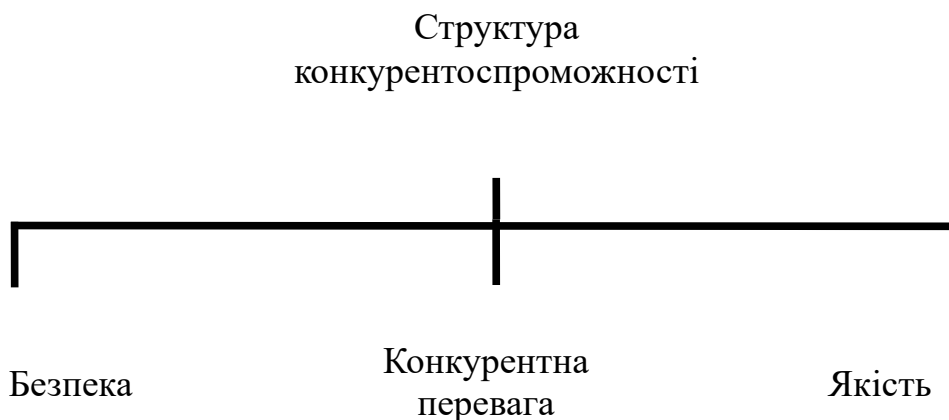 Структура
конкурентоспроможності
Безпека
Конкурентна
перевага
Якість